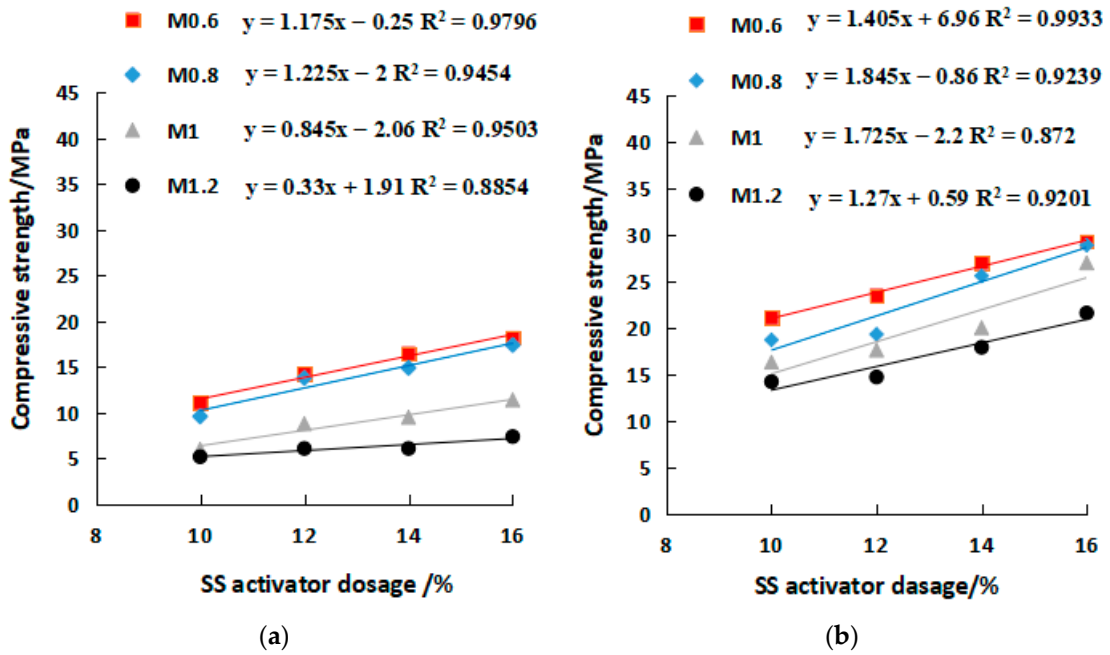 M0.6 y = 1.175x − 0.25 R² = 0.9796
M0.8 y = 1.225x − 2 R² = 0.9454
M1 y = 0.845x − 2.06 R² = 0.9503
M1.2 y = 0.33x + 1.91 R² = 0.8854
Compressive strength/MPa
45
40
35
30
25
20
15
10
5
0
8 10 12 14 16
SS activator dosage /%
(a)
M0.6 y = 1.405x + 6.96 R² = 0.9933
M0.8 y = 1.845x − 0.86 R² = 0.9239
M1 y = 1.725x − 2.2 R² = 0.872
M1.2 y = 1.27x + 0.59 R² = 0.9201
Compressive strength/MPa
45
40
35
30
25
20
15
10
5
0
8 10 12 14 16
SS activator dasage/%
(b)